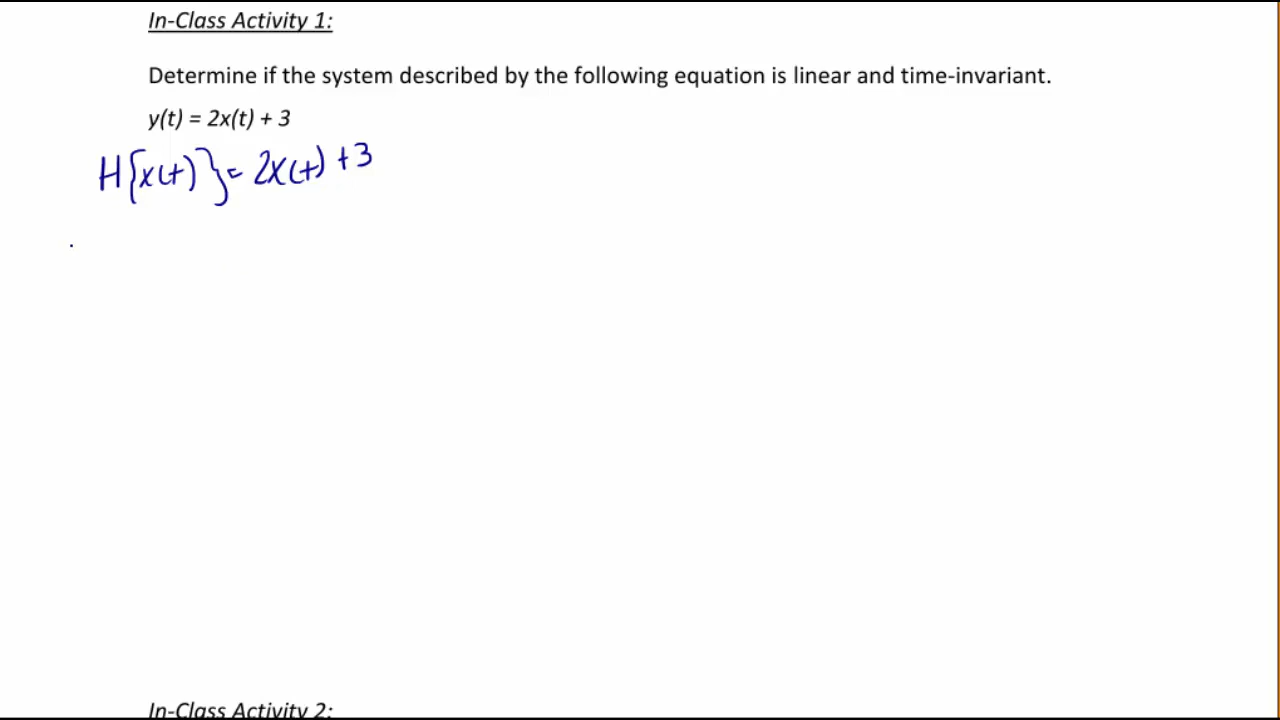 In-Class Activity 1:
Determine if the system described by the following equation is linear and time-invariant.
y(t) = 2x(t) + 3
H{x(t)}= 2x(t) +3
In-Class Activity 2: